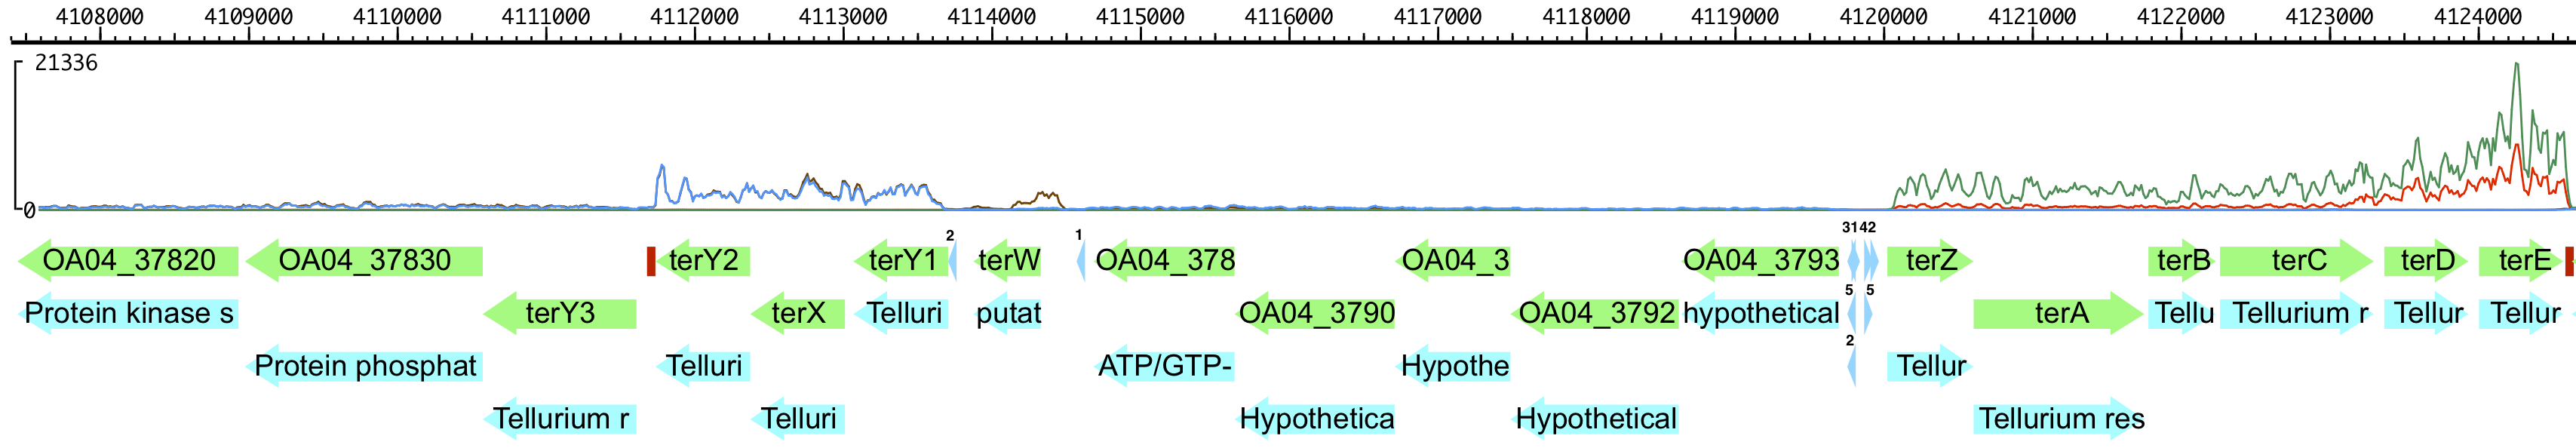 4108000 4109000 4110000 4111000 4112000 4113000 4114000 4115000 4116000 4117000 4118000 4119000 4120000 4121000 4122000 4123000 4124000
21336
0
2 1 3142
OA04_37820 OA04_37830 terY2 terY1 terW OA04_378 OA04_3 OA04_3793 terZ terB terC terD terE
5 5
Protein kinase s terY3 terX Telluri putat OA04_3790 OA04_3792 hypothetical terA Tellu Tellurium r Tellur Tellur
2
Protein phosphat Telluri ATP/GTP- Hypothe Tellur
Tellurium r Telluri Hypothetica Hypothetical Tellurium res